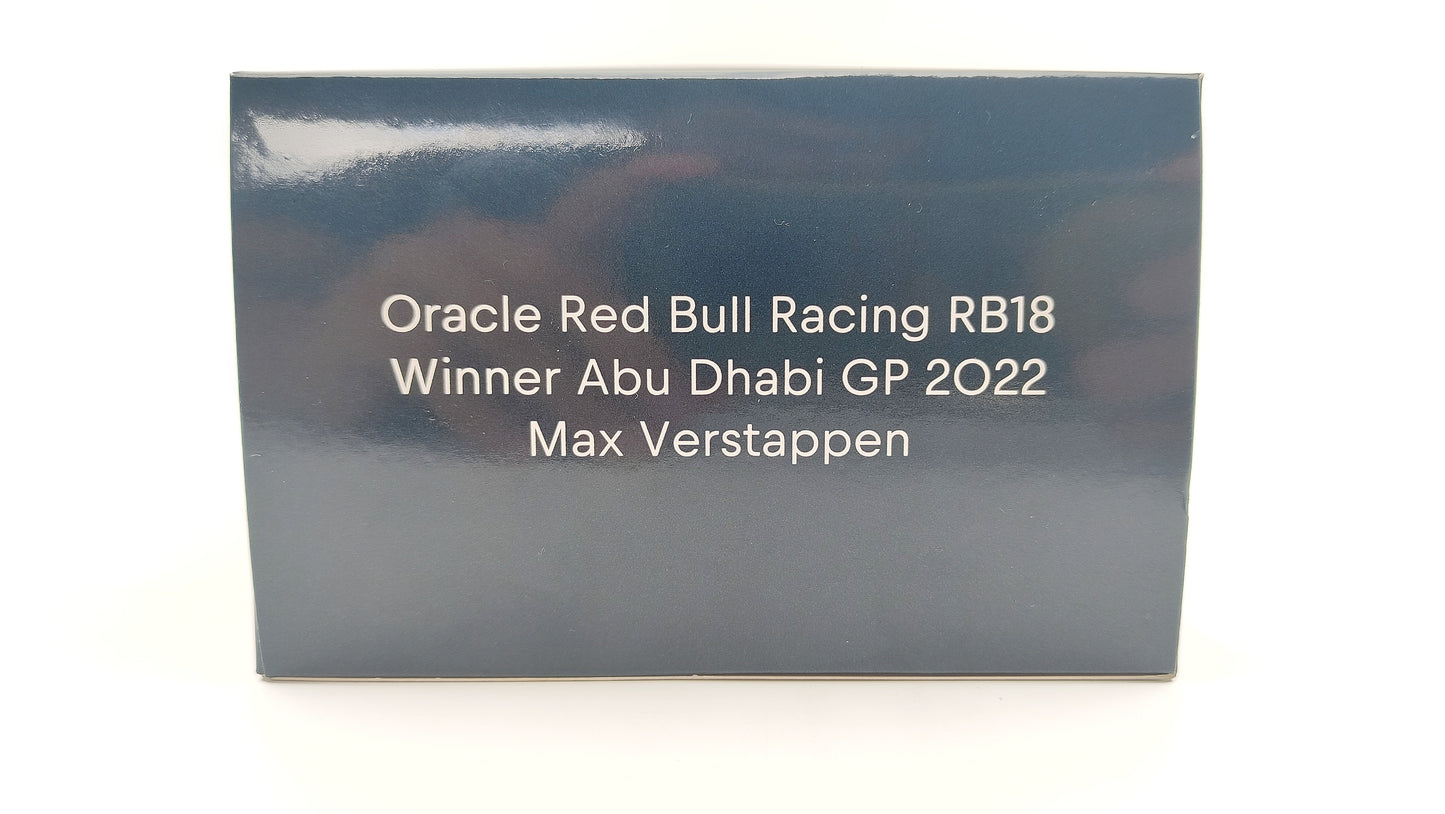 Oracle Red Bull Racing RB18
Winner Abu Dhabi GP 2022
Max Verstappen